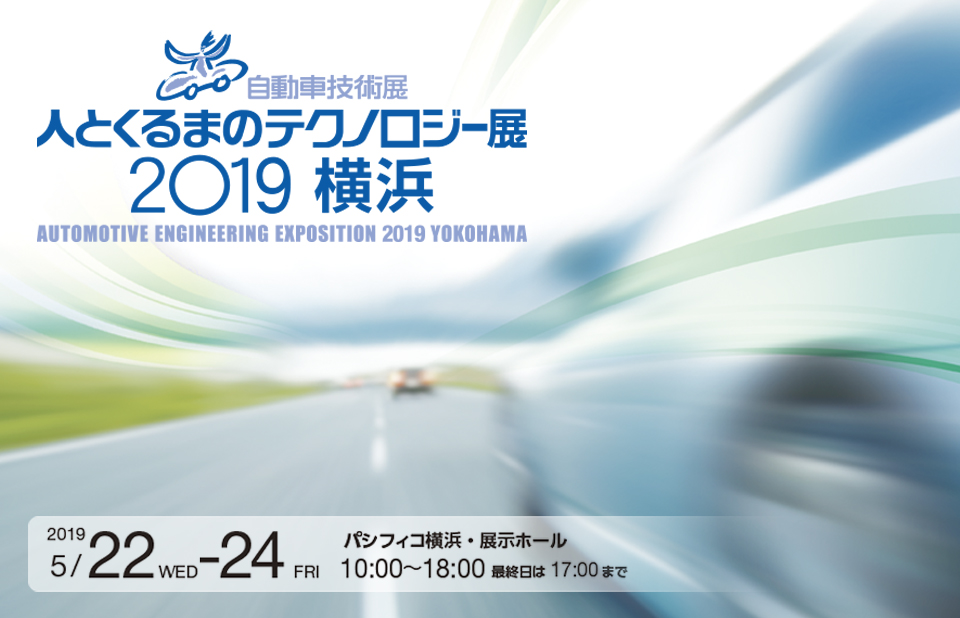 自動車技術展
人とくるまのテクノロジー展
2019 横浜
AUTOMOTIVE ENGINEERING EXPOSITION 2019 YOKOHAMA
2019
5/22 WED-24 FRI
パシフィコ横浜・展示ホール
10:00～18:00 最終日は 17:00 まで